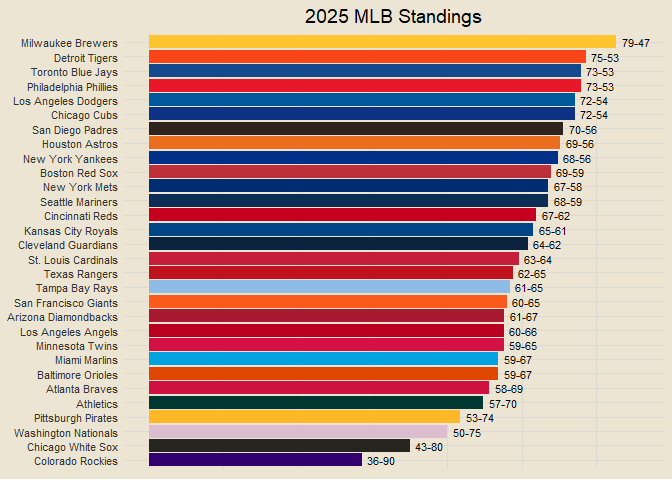 2025 MLB Standings
Milwaukee Brewers 79-47
Detroit Tigers 75-53
Toronto Blue Jays 73-53
Philadelphia Phillies 73-53
Los Angeles Dodgers 72-54
Chicago Cubs 72-54
San Diego Padres 70-56
Houston Astros 69-56
New York Yankees 68-56
Boston Red Sox 69-59
New York Mets 67-58
Seattle Mariners 68-59
Cincinnati Reds 67-62
Kansas City Royals 65-61
Cleveland Guardians 64-62
St. Louis Cardinals 63-64
Texas Rangers 62-65
Tampa Bay Rays 61-65
San Francisco Giants 60-65
Arizona Diamondbacks 61-67
Los Angeles Angels 60-66
Minnesota Twins 59-65
Miami Marlins 59-67
Baltimore Orioles 59-67
Atlanta Braves 58-69
Athletics 57-70
Pittsburgh Pirates 53-74
Washington Nationals 50-75
Chicago White Sox 43-80
Colorado Rockies 36-90